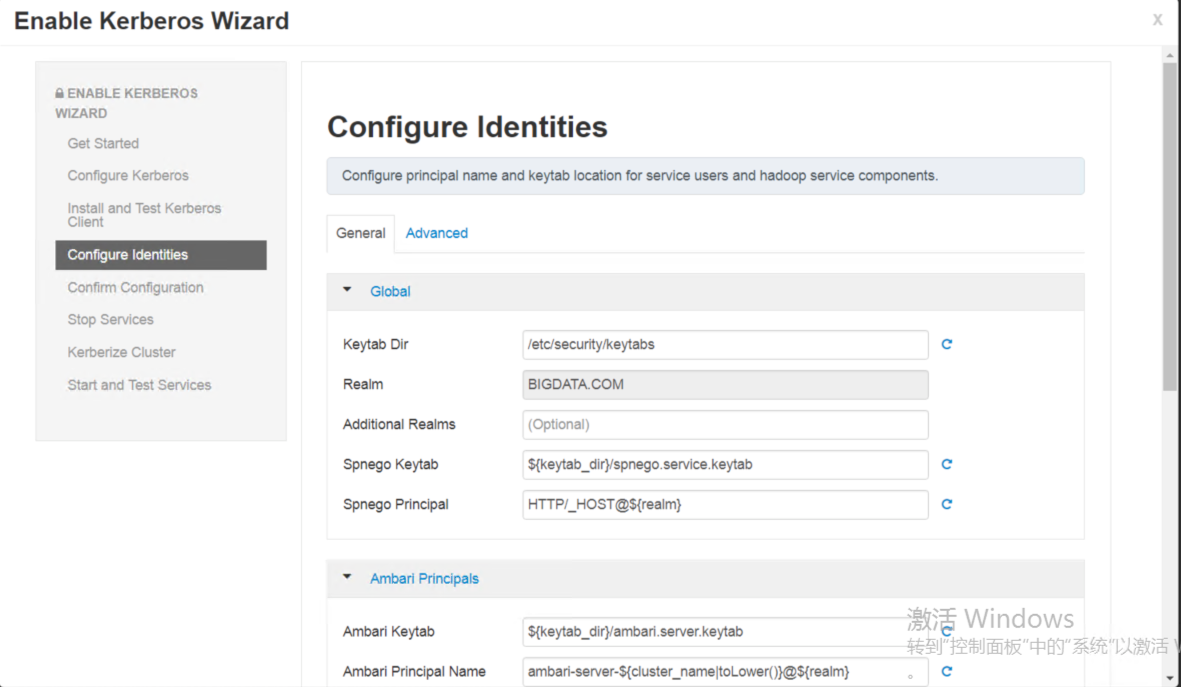 Enable Kerberos Wizard
X
ENABLE KERBEROS
WIZARD
Get Started
Configure Kerberos
Install and Test Kerberos
Client
Configure Identities
Confirm Configuration
Stop Services
Kerberize Cluster
Start and Test Services
Configure Identities
Configure principal name and keytab location for service users and hadoop service components.
General Advanced
Global
Keytab Dir /etc/security/keytabs
Realm BIGDATA.COM
Additional Realms (Optional)
Spnego Keytab ${keytab_dir}/spnego.service.keytab
Spnego Principal HTTP/_HOST@${realm}
Ambari Principals
Ambari Keytab ${keytab_dir}/ambari.server.keytab
Ambari Principal Name ambari-server-${cluster_name|toLower()}@${realm}
激活 Windows
转到"控制面板"中的"系统"以激活 W
。